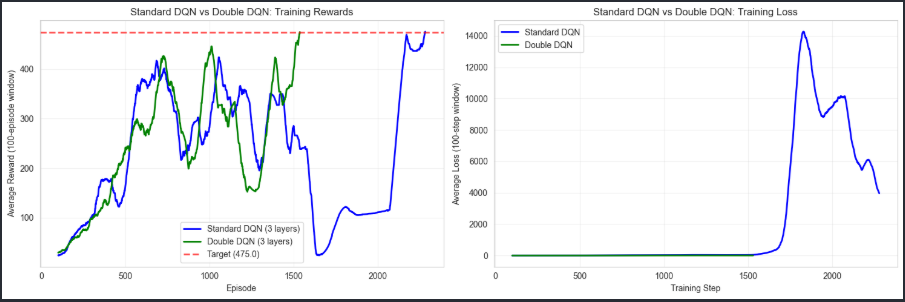 Standard DQN vs Double DQN: Training Rewards
Average Reward (100-episode window)
400
300
200
100
Standard DQN (3 layers)
Double DQN (3 layers)
Target (475.0)
0
500
1000
1500
2000
Episode
Standard DQN vs Double DQN: Training Loss
Average Loss (100-step window)
14000
12000
10000
8000
6000
4000
2000
0
Standard DQN
Double DQN
0
500
1000
1500
2000
Training Step